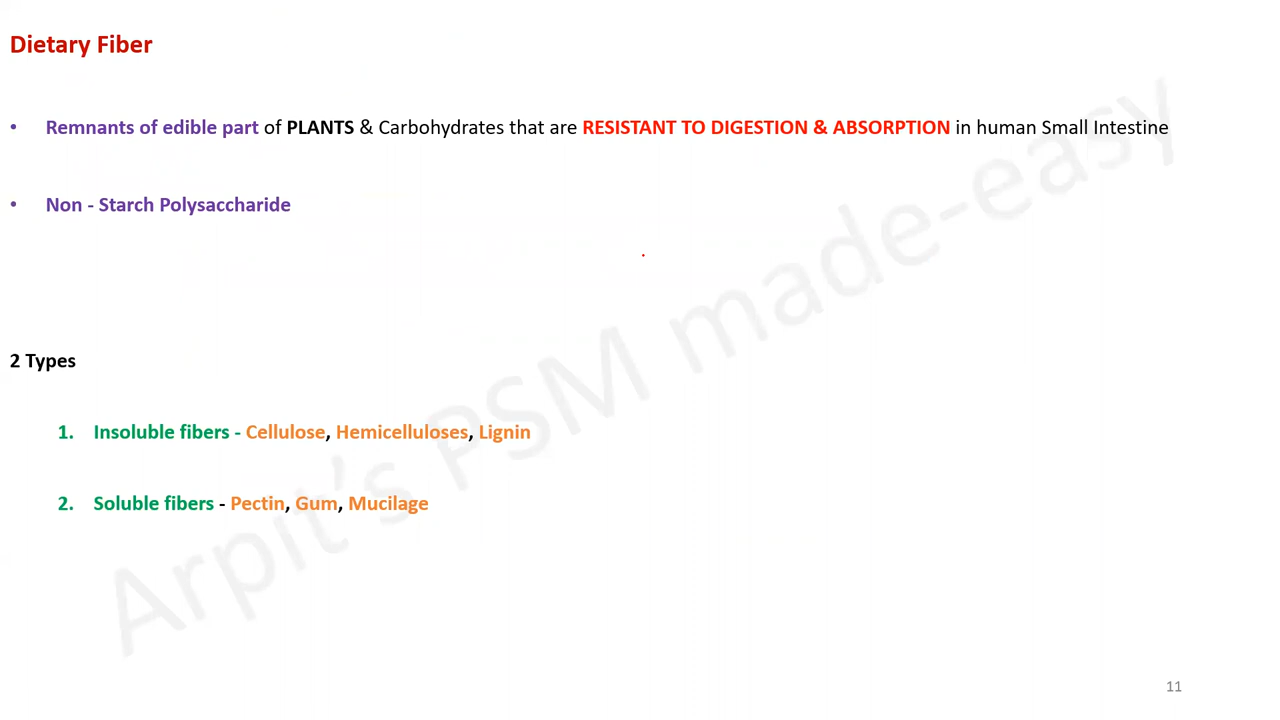 Dietary Fiber
• Remnants of edible part of PLANTS & Carbohydrates that are RESISTANT TO DIGESTION & ABSORPTION in human Small Intestine
• Non - Starch Polysaccharide
2 Types
1. Insoluble fibers - Cellulose, Hemicelluloses, Lignin
2. Soluble fibers - Pectin, Gum, Mucilage
Arpit's PSM made-easy
11